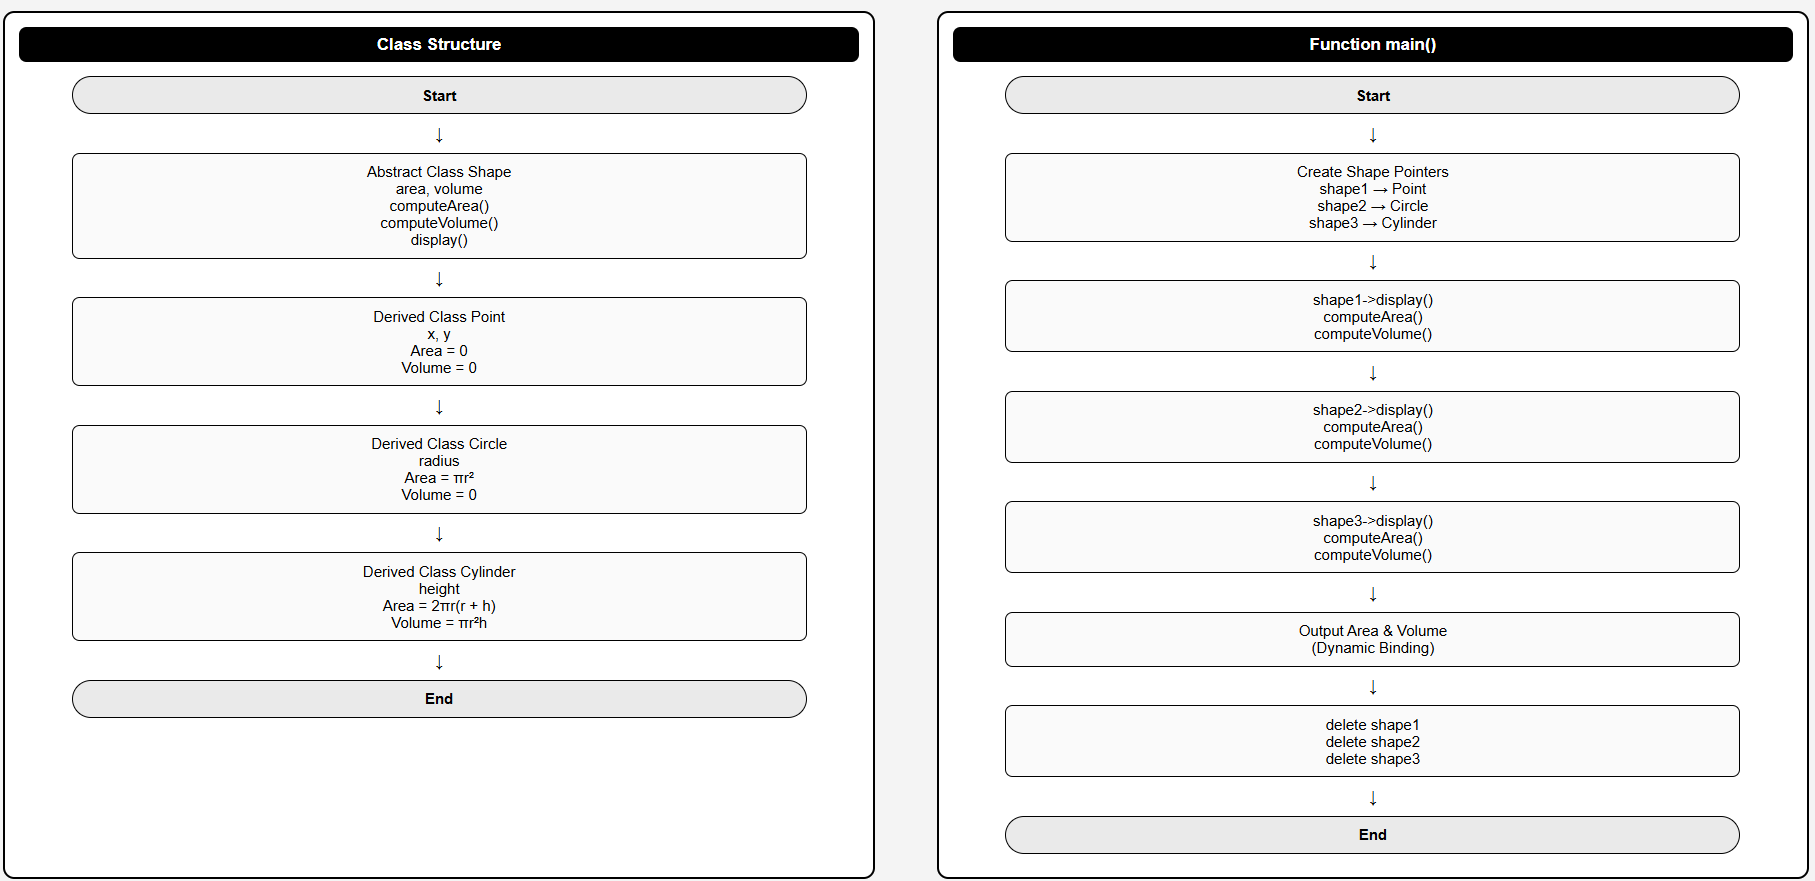 Class Structure
Start
↓
Abstract Class Shape
area, volume
computeArea()
computeVolume()
display()
↓
Derived Class Point
x, y
Area = 0
Volume = 0
↓
Derived Class Circle
radius
Area = πr²
Volume = 0
↓
Derived Class Cylinder
height
Area = 2πr(r + h)
Volume = πr²h
↓
End
Function main()
Start
↓
Create Shape Pointers
shape1 → Point
shape2 → Circle
shape3 → Cylinder
↓
shape1->display()
computeArea()
computeVolume()
↓
shape2->display()
computeArea()
computeVolume()
↓
shape3->display()
computeArea()
computeVolume()
↓
Output Area & Volume
(Dynamic Binding)
↓
delete shape1
delete shape2
delete shape3
↓
End